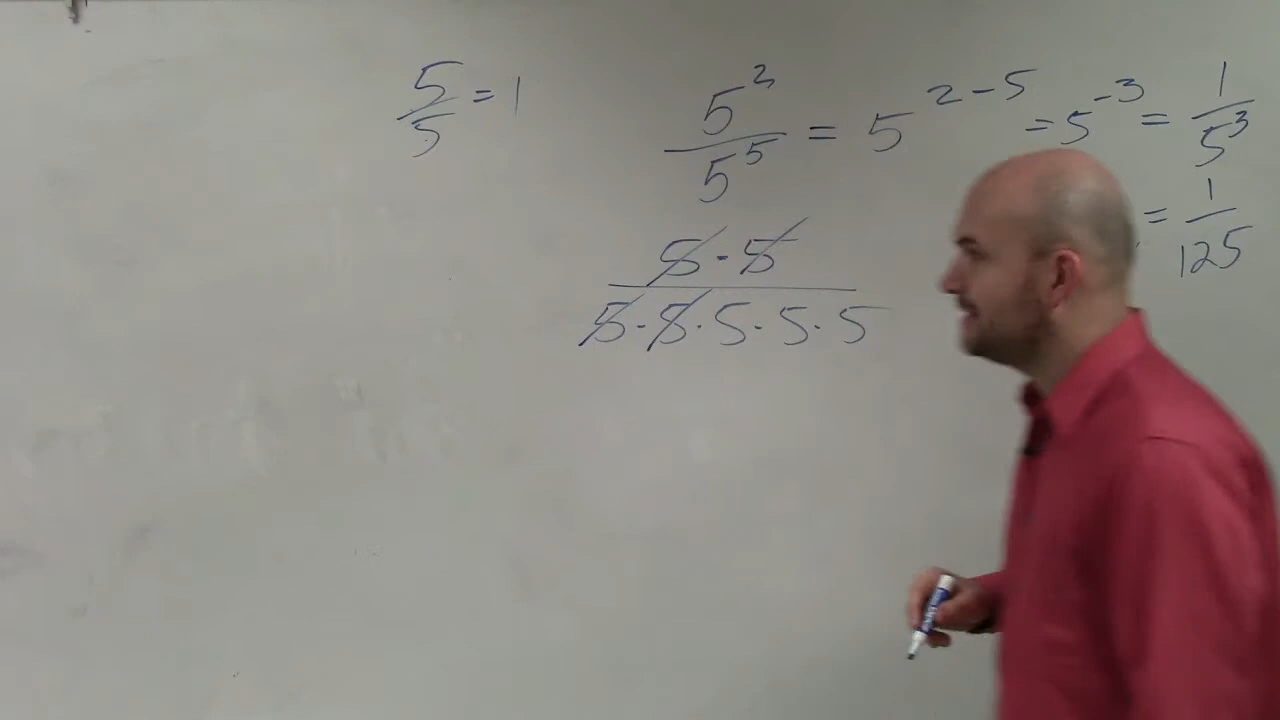 5/5 = 1
5^2/5^5 = 5^{2-5} = 5^{-3} = 1/5^3
= 1/125
5·5/5·5·5·5·5